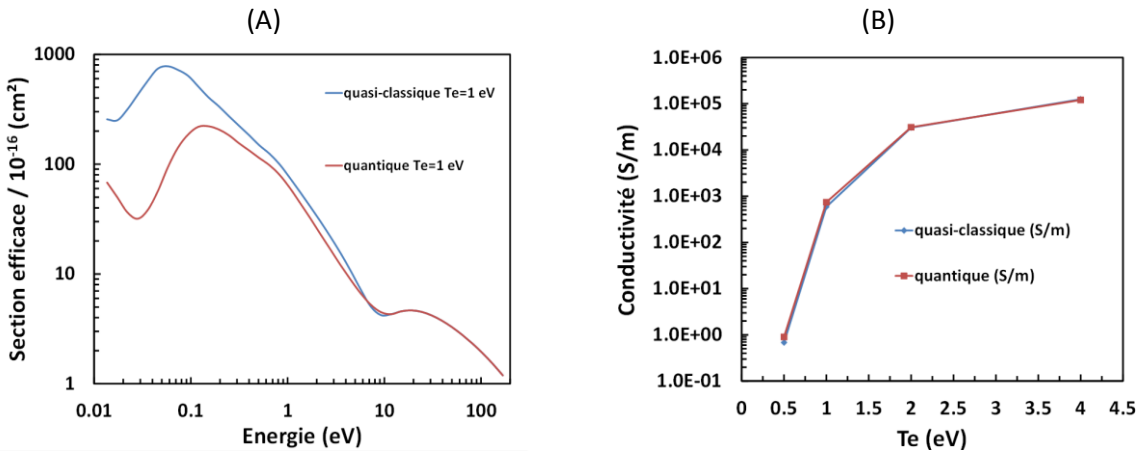 (A)
1000
100
10
1
0.01
0.1
1
10
100
Section efficace / 10⁻¹⁶ (cm²)
Energie (eV)
quasi-classique Te=1 eV
quantique Te=1 eV
(B)
1.0E+06
1.0E+05
1.0E+04
1.0E+03
1.0E+02
1.0E+01
1.0E+00
1.0E-01
0
0.5
1
1.5
2
2.5
3
3.5
4
4.5
Conductivité (S/m)
Te (eV)
quasi-classique (S/m)
quantique (S/m)